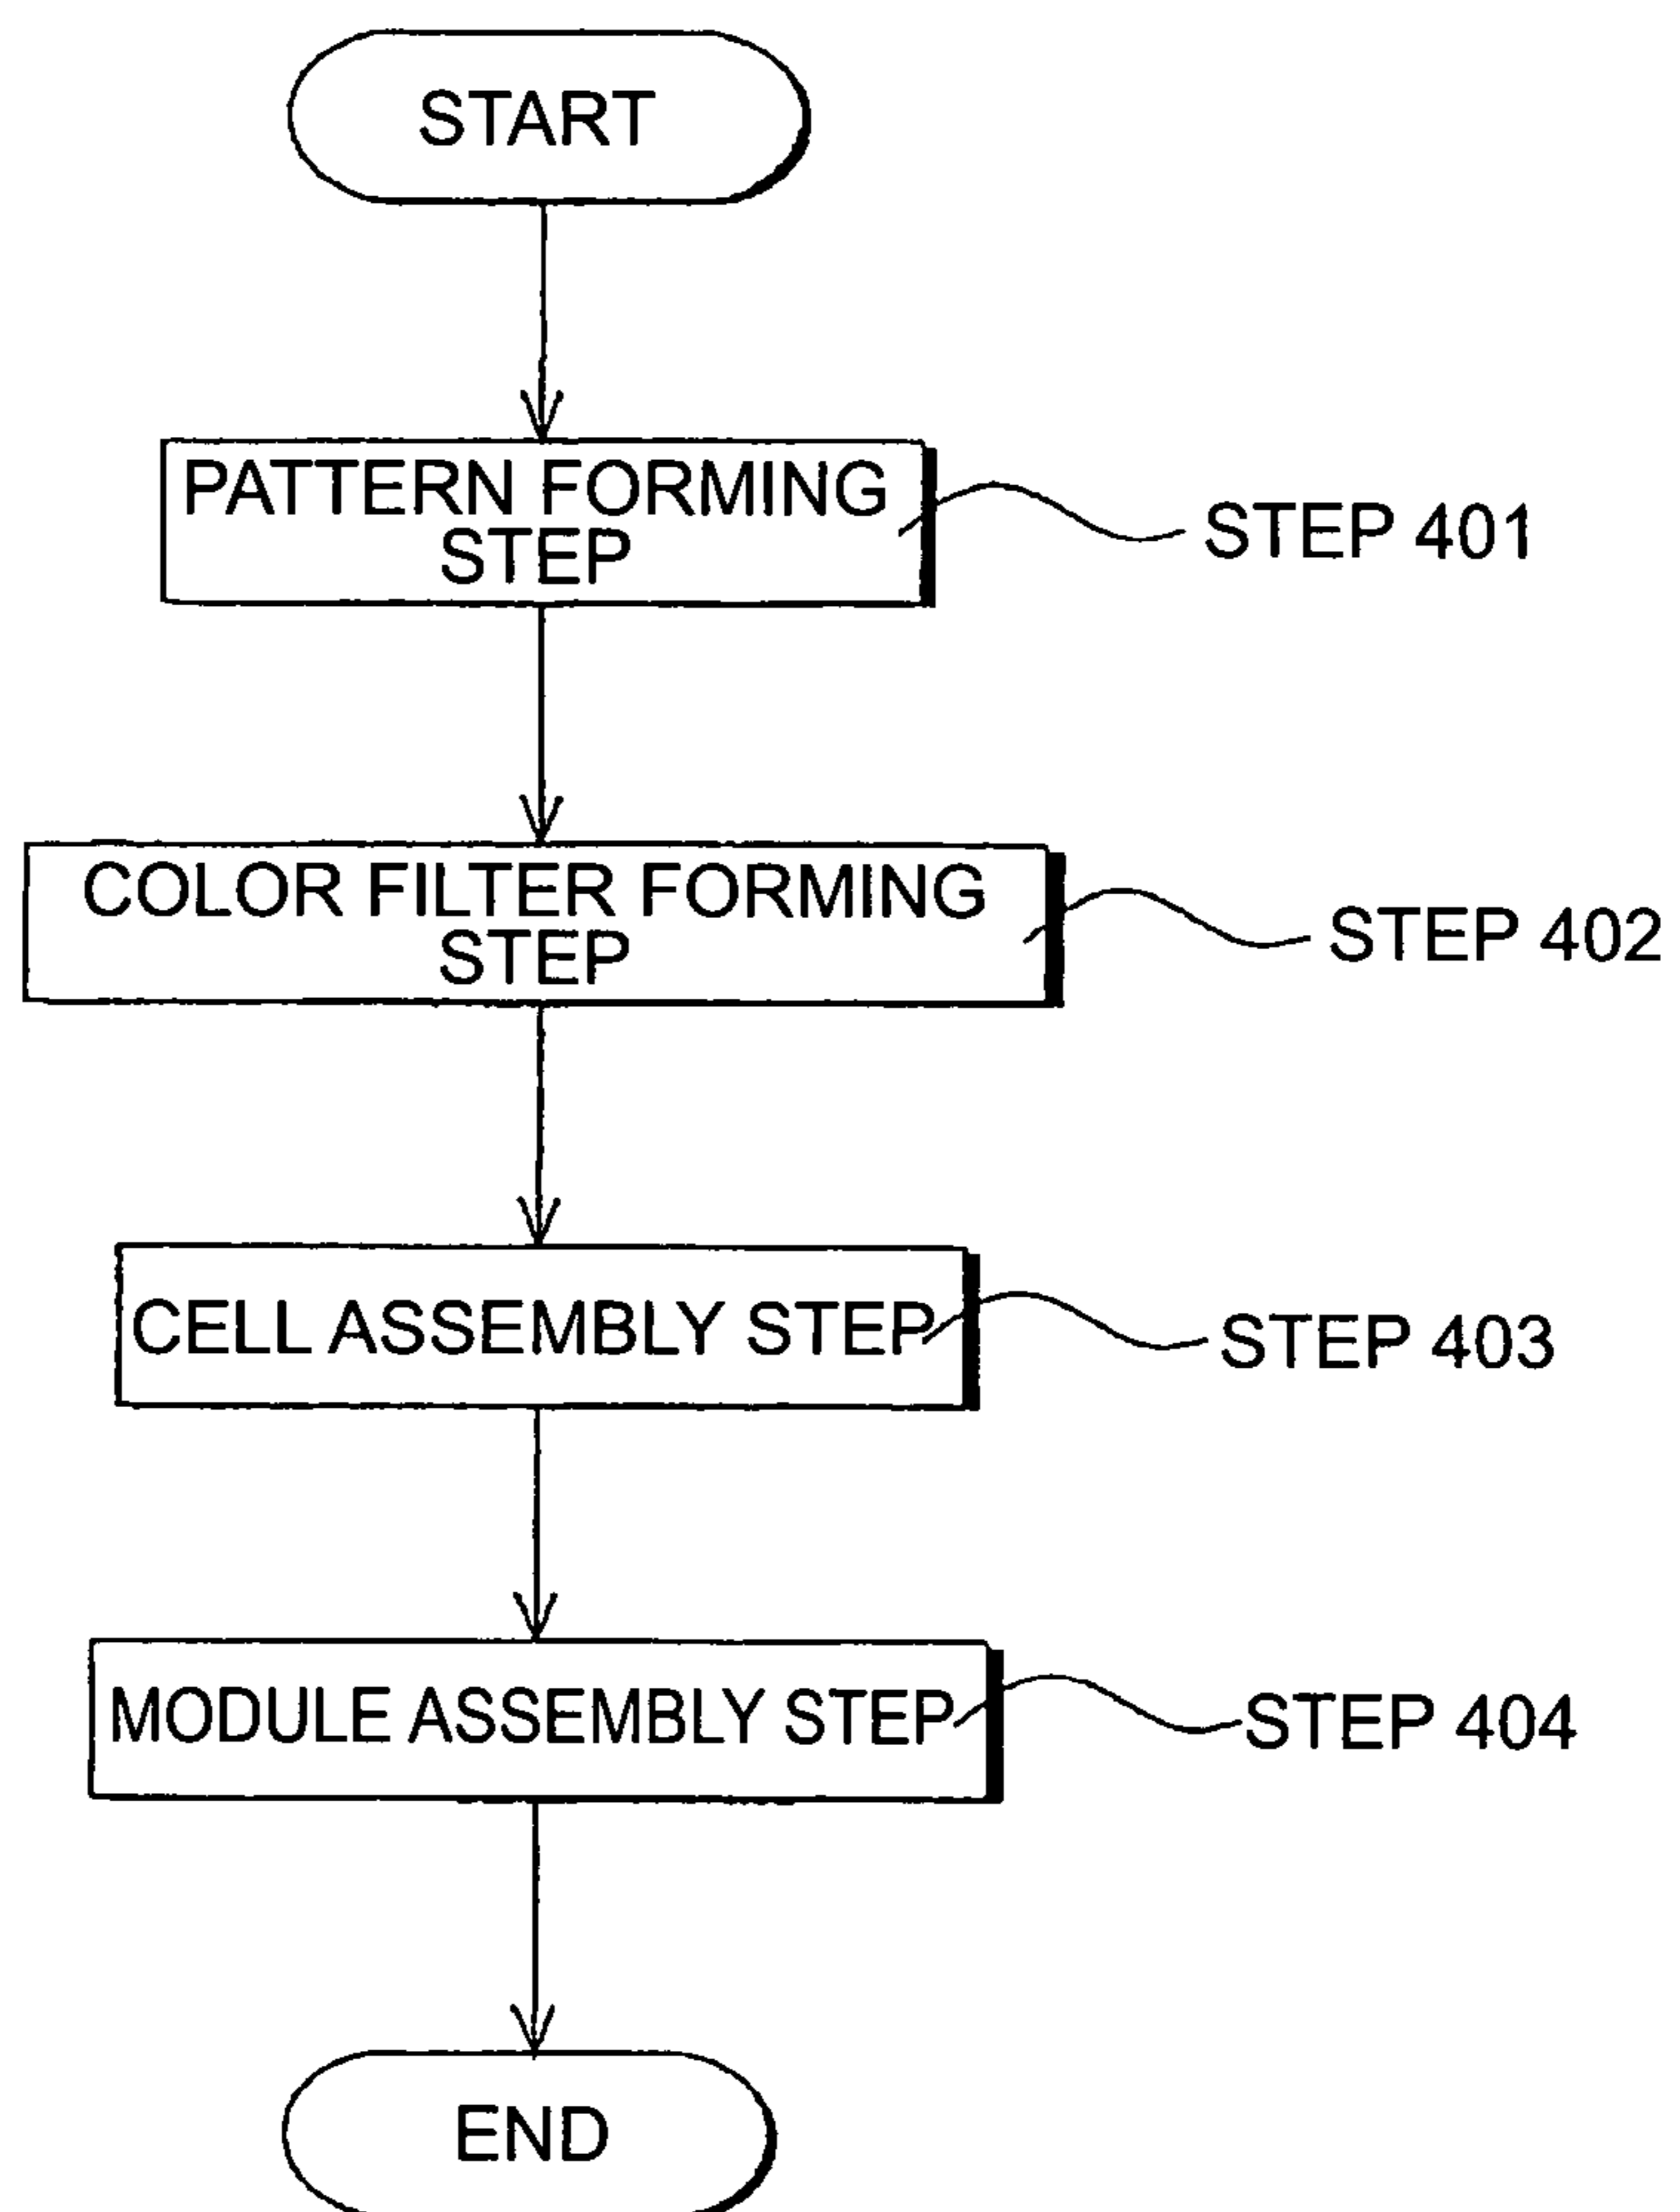 START
PATTERN FORMING
STEP
STEP 401
COLOR FILTER FORMING
STEP
STEP 402
CELL ASSEMBLY STEP
STEP 403
MODULE ASSEMBLY STEP
STEP 404
END